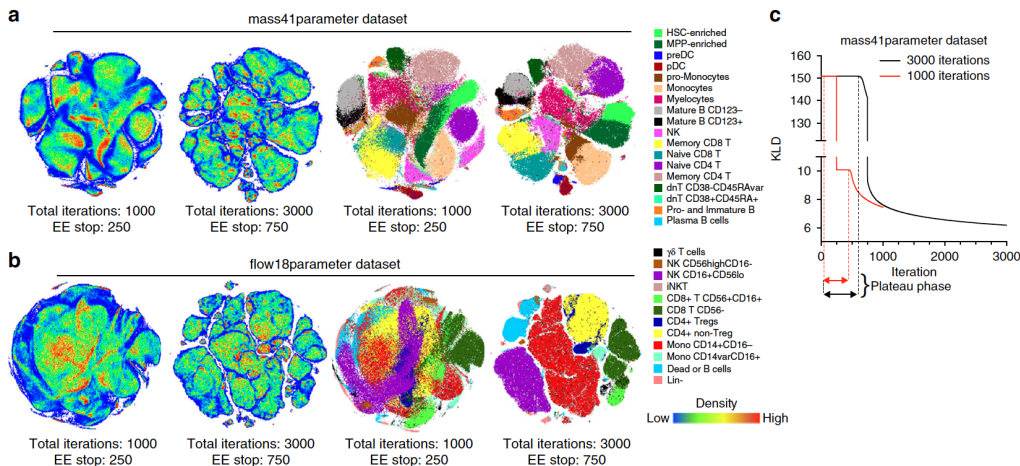 a
mass41parameter dataset
Total iterations: 1000
EE stop: 250
Total iterations: 3000
EE stop: 750
Total iterations: 1000
EE stop: 250
Total iterations: 3000
EE stop: 750
HSC-enriched
MPP-enriched
preDC
pDC
pro-Monocytes
Monocytes
Myelocytes
Mature B CD123–
Mature B CD123+
NK
Memory CD8 T
Naive CD8 T
Naive CD4 T
Memory CD4 T
dnT CD38-CD45RAvar
dnT CD38+CD45RA+
Pro- and Immature B
Plasma B cells
b
flow18parameter dataset
Total iterations: 1000
EE stop: 250
Total iterations: 3000
EE stop: 750
Total iterations: 1000
EE stop: 250
Total iterations: 3000
EE stop: 750
γδ T cells
NK CD56highCD16-
NK CD16+CD56lo
iNKT
CD8+ T CD56+CD16+
CD8 T CD56-
CD4+ Tregs
CD4+ non-Treg
Mono CD14+CD16–
Mono CD14varCD16+
Dead or B cells
Lin-
Density
Low
High
c
mass41parameter dataset
3000 iterations
1000 iterations
KLD
160
150
140
130
10
8
6
0
1000
2000
3000
Iteration
Plateau phase